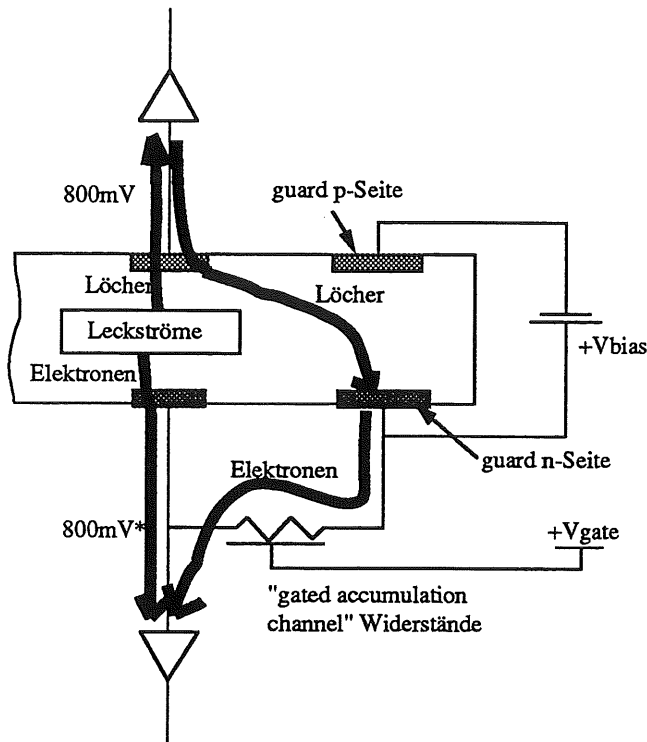 800mV
guard p-Seite
Löcher
Löcher
Leckströme
+Vbias
Elektronen
guard n-Seite
Elektronen
800mV*
+Vgate
"gated accumulation
channel" Widerstände